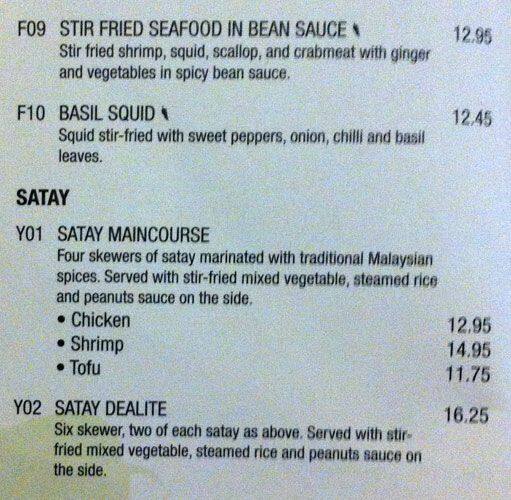 F09 STIR FRIED SEAFOOD IN BEAN SAUCE 12.95
Stir fried shrimp, squid, scallop, and crabmeat with ginger
and vegetables in spicy bean sauce.
F10 BASIL SQUID 12.45
Squid stir-fried with sweet peppers, onion, chilli and basil
leaves.
SATAY
Y01 SATAY MAINCOURSE
Four skewers of satay marinated with traditional Malaysian
spices. Served with stir-fried mixed vegetable, steamed rice
and peanuts sauce on the side.
• Chicken 12.95
• Shrimp 14.95
• Tofu 11.75
Y02 SATAY DEALITE 16.25
Six skewer, two of each satay as above. Served with stir-
fried mixed vegetable, steamed rice and peanuts sauce on
the side.